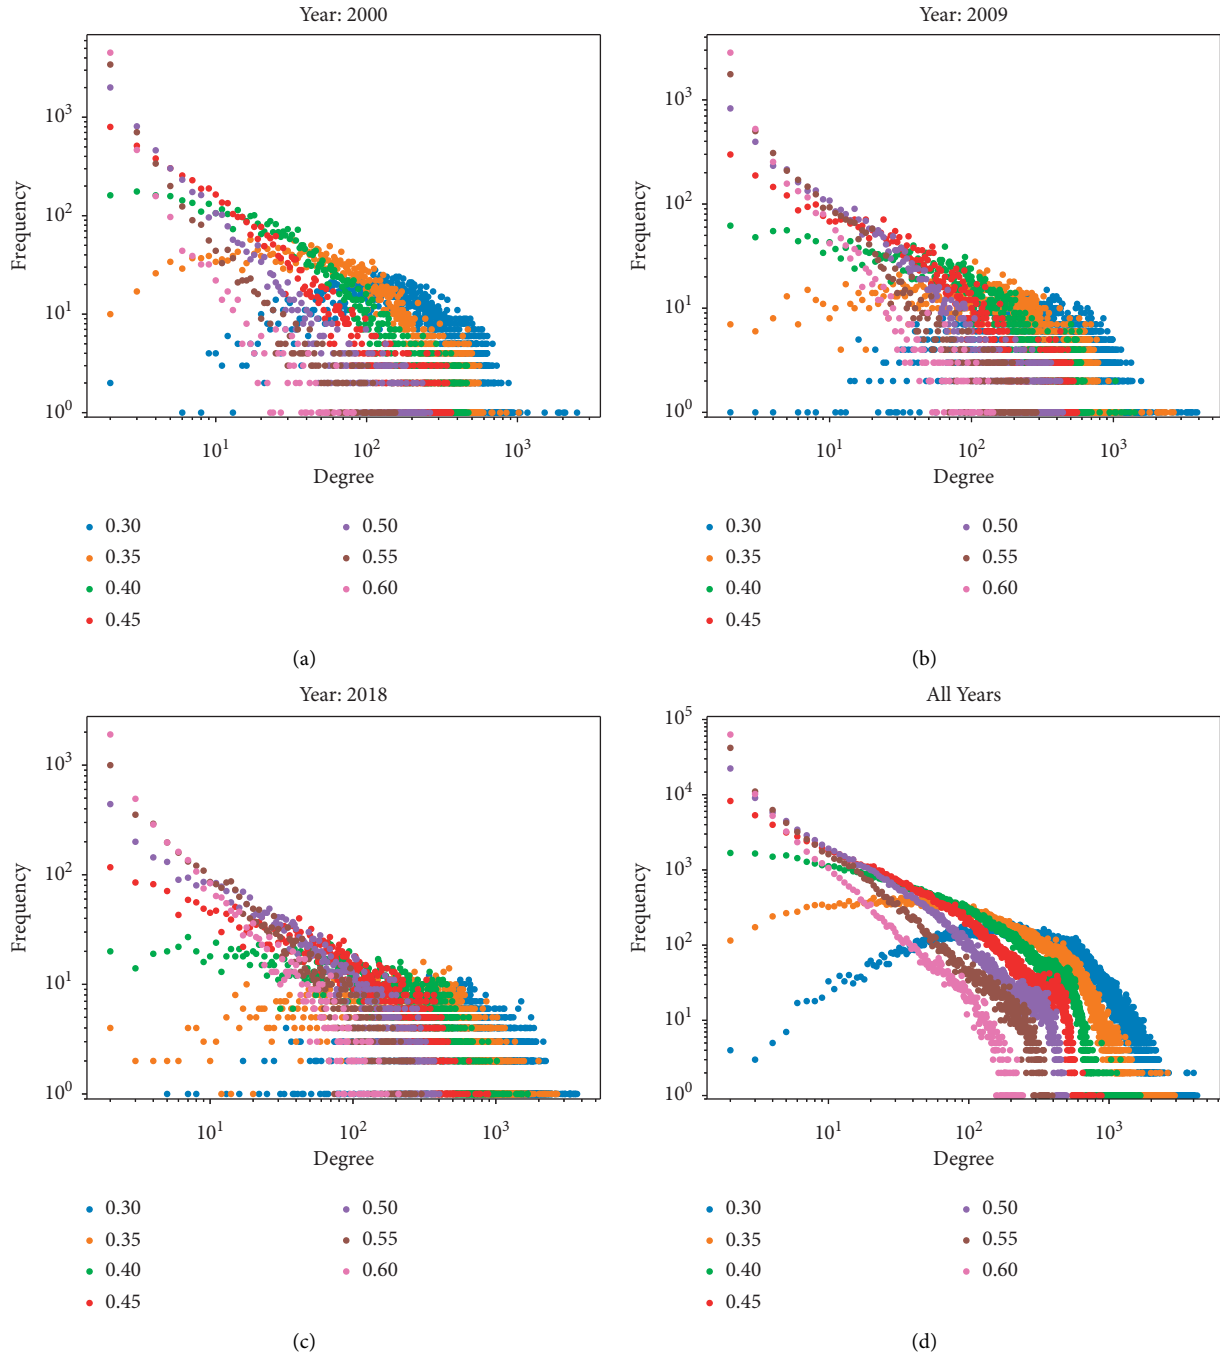 Year: 2000
Frequency
10³
10²
10¹
10⁰
10¹ 10² 10³
Degree
0.30 0.50
0.35 0.55
0.40 0.60
0.45
(a)
Year: 2009
Frequency
10³
10²
10¹
10⁰
10¹ 10² 10³
Degree
0.30 0.50
0.35 0.55
0.40 0.60
0.45
(b)
Year: 2018
Frequency
10³
10²
10¹
10⁰
10¹ 10² 10³
Degree
0.30 0.50
0.35 0.55
0.40 0.60
0.45
(c)
All Years
Frequency
10⁵
10⁴
10³
10²
10¹
10⁰
10¹ 10² 10³
Degree
0.30 0.50
0.35 0.55
0.40 0.60
0.45
(d)